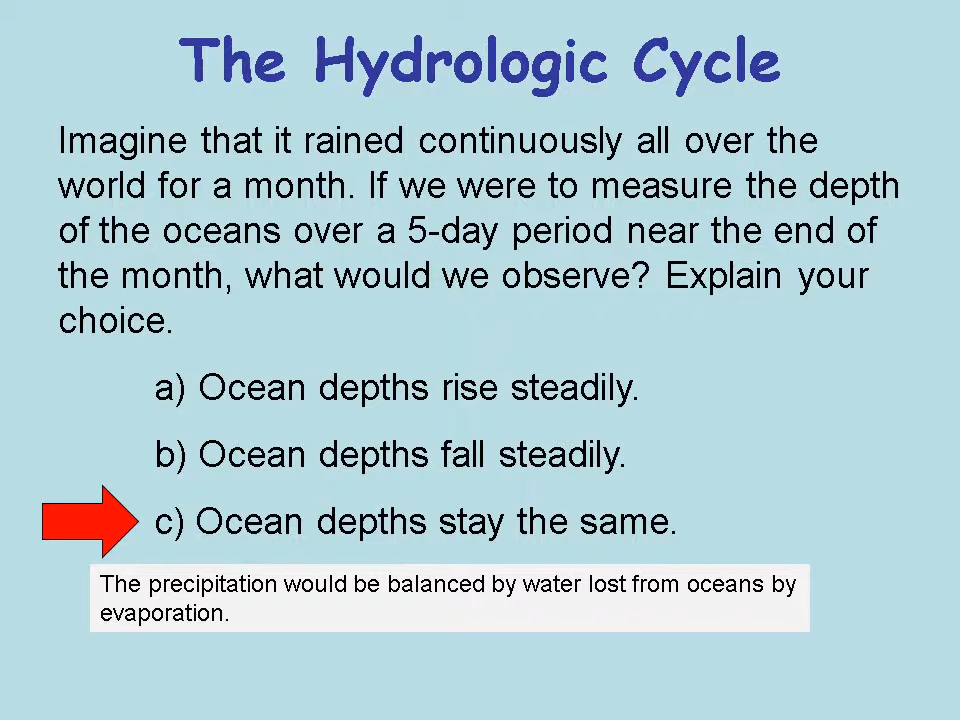 The Hydrologic Cycle
Imagine that it rained continuously all over the
world for a month. If we were to measure the depth
of the oceans over a 5-day period near the end of
the month, what would we observe? Explain your
choice.
a) Ocean depths rise steadily.
b) Ocean depths fall steadily.
c) Ocean depths stay the same.
The precipitation would be balanced by water lost from oceans by
evaporation.